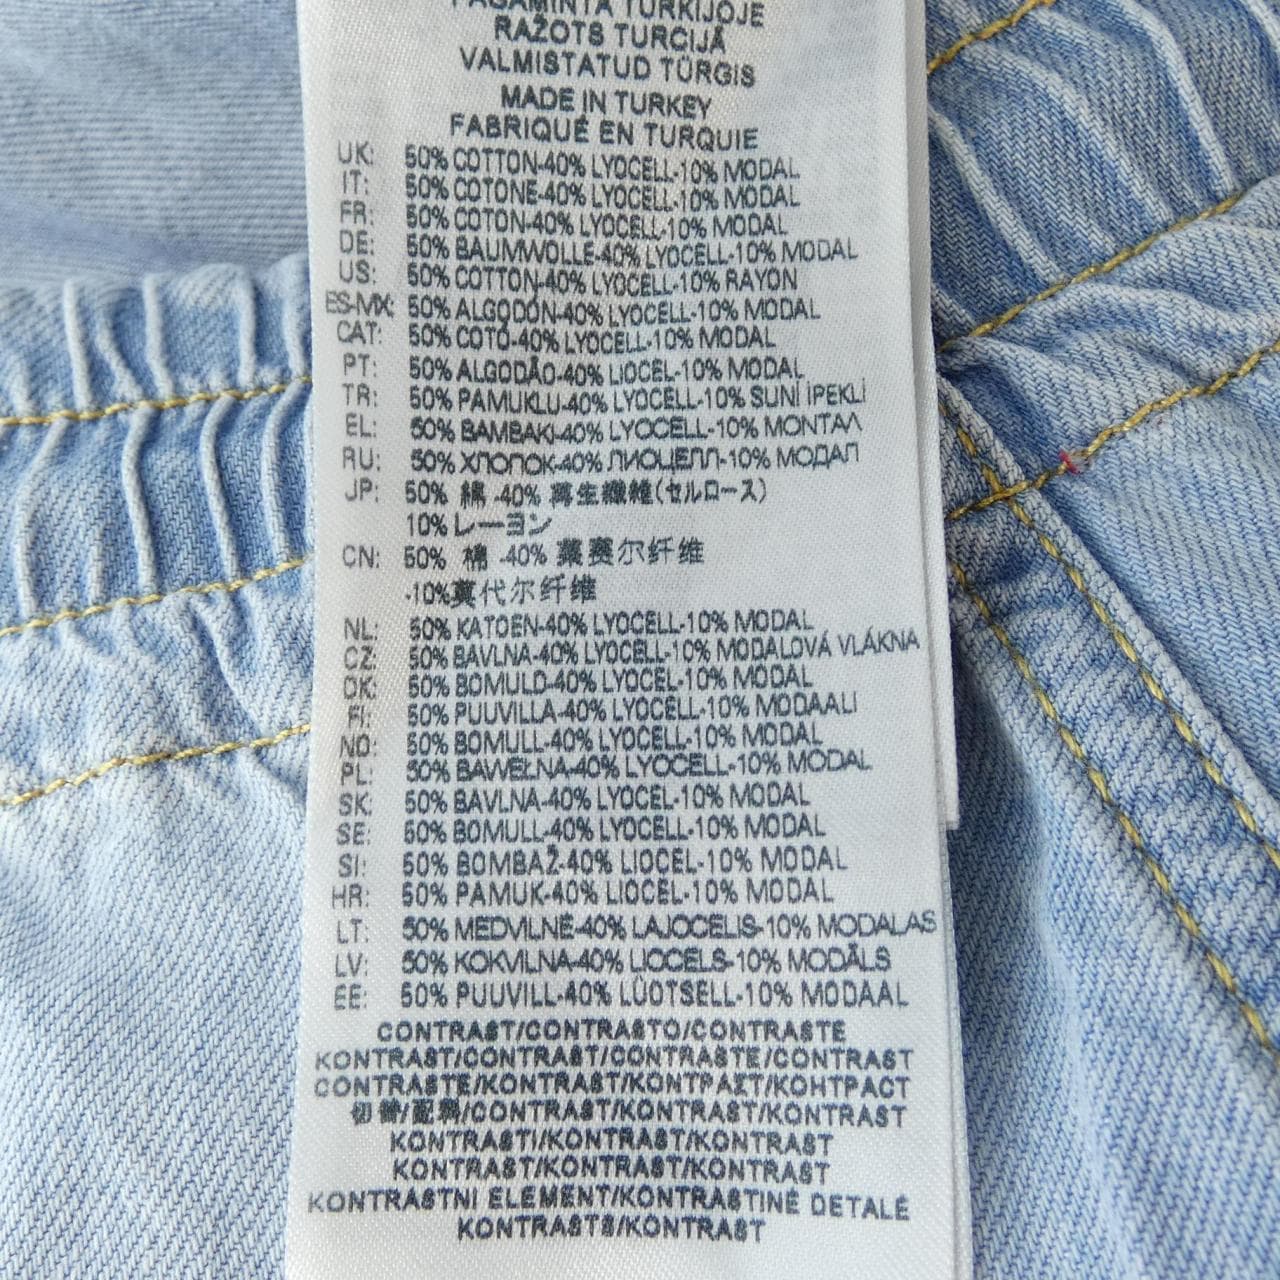 PAGAMINTA TURKIJOJE
RAŽOTS TURCIJĀ
VALMISTATUD TÜRGIS
MADE IN TURKEY
FABRIQUÉ EN TURQUIE
UK: 50% COTTON-40% LYOCELL-10% MODAL
IT: 50% COTONE-40% LYOCELL-10% MODAL
FR: 50% COTON-40% LYOCELL-10% MODAL
DE: 50% BAUMWOLLE-40% LYOCELL-10% MODAL
US: 50% COTTON-40% LYOCELL-10% RAYON
ES-MX: 50% ALGODÓN-40% LYOCELL-10% MODAL
CAT: 50% COTÓ-40% LYOCELL-10% MODAL
PT: 50% ALGODÃO-40% LIOCEL-10% MODAL
TR: 50% PAMUKLU-40% LYOCELL-10% SUNİ İPEKLİ
EL: 50% ΒΑΜΒΑΚΙ-40% LYOCELL-10% ΜΟΝΤΑΛ
RU: 50% ХЛОПОК-40% ЛИОЦЕЛЛ-10% МОДАЛ
JP: 50% 綿 -40% 再生繊維(セルロース)
10% レーヨン
CN: 50% 棉 -40% 莱赛尔纤维
-10%莫代尔纤维
NL: 50% KATOEN-40% LYOCELL-10% MODAL
CZ: 50% BAVLNA-40% LYOCELL-10% MODALOVÁ VLÁKNA
DK: 50% BOMULD-40% LYOCEL-10% MODAL
FI: 50% PUUVILLA-40% LYOCELL-10% MODAALI
NO: 50% BOMULL-40% LYOCELL-10% MODAL
PL: 50% BAWEŁNA-40% LYOCELL-10% MODAL
SK: 50% BAVLNA-40% LYOCEL-10% MODAL
SE: 50% BOMULL-40% LYOCELL-10% MODAL
SI: 50% BOMBAŽ-40% LIOCEL-10% MODAL
HR: 50% PAMUK-40% LIOCEL-10% MODAL
LT: 50% MEDVILNĖ-40% LAJOCELIS-10% MODALAS
LV: 50% KOKVILNA-40% LIOCELS-10% MODĀLS
EE: 50% PUUVILL-40% LÜOTSELL-10% MODAAL
CONTRAST/CONTRASTO/CONTRASTE
KONTRAST/CONTRAST/CONTRASTE/CONTRAST
CONTRASTE/KONTRAST/ΚΟΝΤΡΑΣΤ/КОНТРАСТ
切替/配料/CONTRAST/KONTRAST/KONTRAST
KONTRASTI/KONTRAST/KONTRAST
KONTRAST/KONTRAST/KONTRAST
KONTRASTNI ELEMENT/KONTRASTINĖ DETALĖ
KONTRASTS/KONTRAST